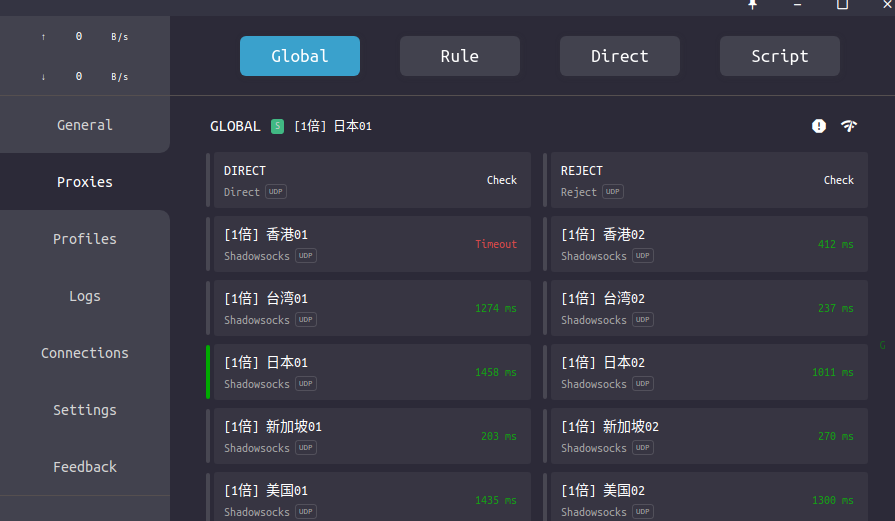 ↑ 0 B/s
↓ 0 B/s
Global Rule Direct Script
General
Proxies
Profiles
Logs
Connections
Settings
Feedback
GLOBAL S [1倍] 日本01
DIRECT
Direct UDP
Check
REJECT
Reject UDP
Check
[1倍] 香港01
Shadowsocks UDP
Timeout
[1倍] 香港02
Shadowsocks UDP
412 ms
[1倍] 台湾01
Shadowsocks UDP
1274 ms
[1倍] 台湾02
Shadowsocks UDP
237 ms
[1倍] 日本01
Shadowsocks UDP
1458 ms
[1倍] 日本02
Shadowsocks UDP
1011 ms
[1倍] 新加坡01
Shadowsocks UDP
203 ms
[1倍] 新加坡02
Shadowsocks UDP
270 ms
[1倍] 美国01
Shadowsocks UDP
1435 ms
[1倍] 美国02
Shadowsocks UDP
1300 ms
G